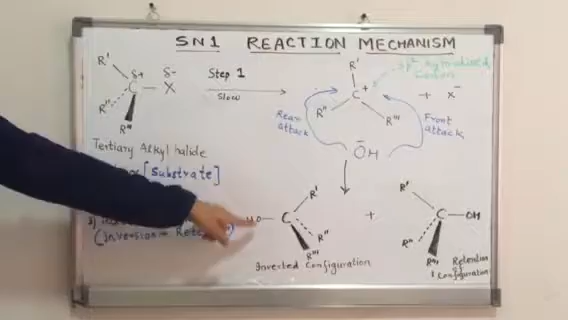 SN1 REACTION MECHANISM
R'
δ+
δ-
C
X
R"
R'''
Step 1
Slow
R'
C
+
R"
R'''
sp² hybridised
Carbon
+ X⁻
Rear
attack
Front
attack
ŌH
Tertiary Alkyl halide
[Substrate]
(Inversion
HO
C
R'
R"
R'''
Inverted Configuration
+
R'
C
OH
R"
R'''
Retention
of
Configuration